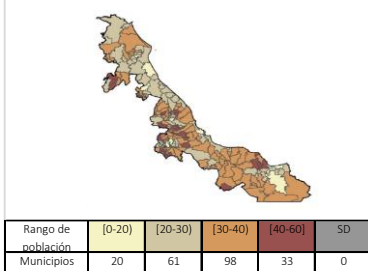 Rango de población [0-20) [20-30) [30-40) [40-60] SD
Municipios 20 61 98 33 0